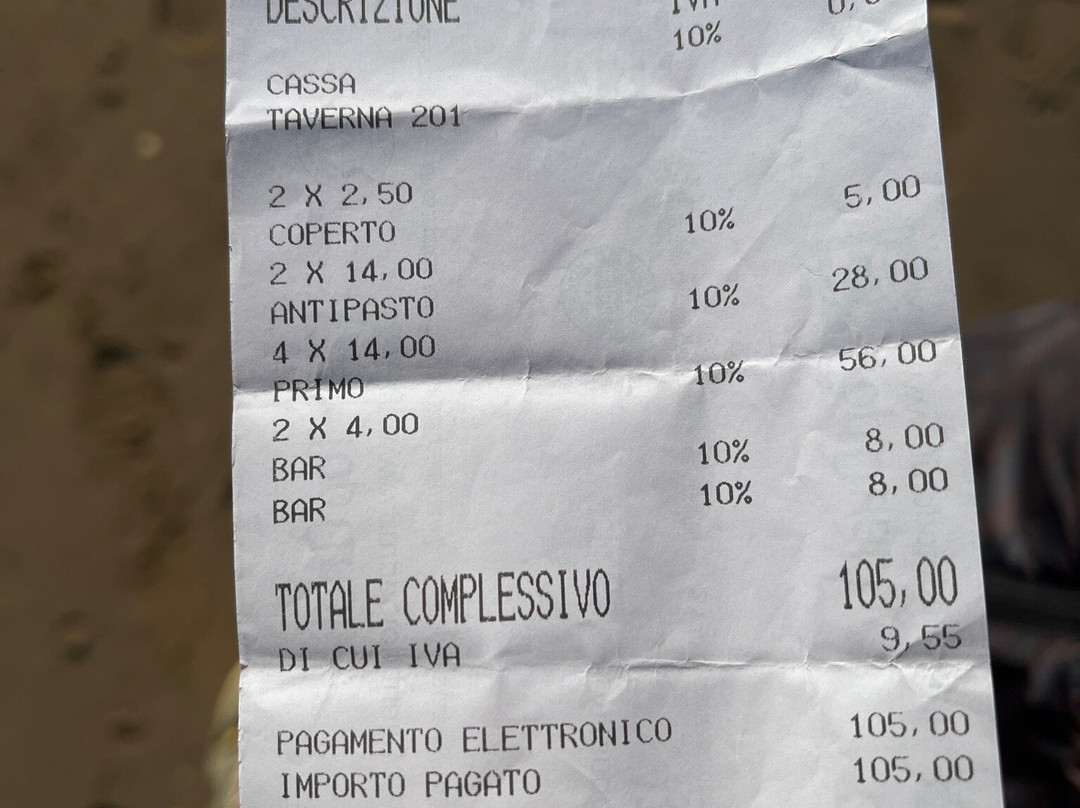 DESCRIZIONE IVA
10%
CASSA
TAVERNA 201
2 X 2,50
COPERTO 10% 5,00
2 X 14,00
ANTIPASTO 10% 28,00
4 X 14,00
PRIMO 10% 56,00
2 X 4,00
BAR 10% 8,00
BAR 10% 8,00
TOTALE COMPLESSIVO 105,00
DI CUI IVA 9,55
PAGAMENTO ELETTRONICO 105,00
IMPORTO PAGATO 105,00